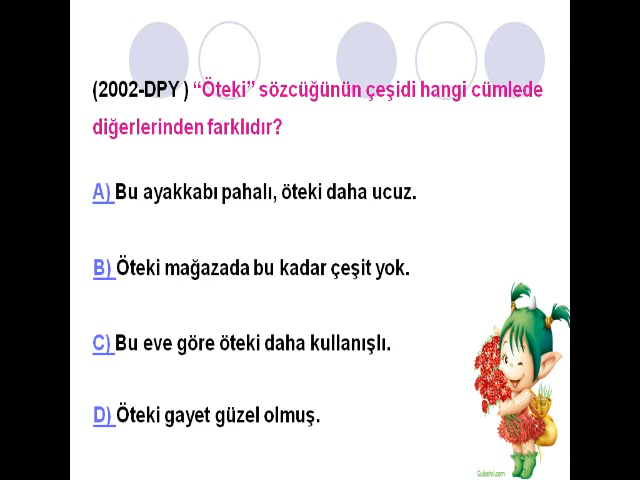 (2002-DPY ) “Öteki” sözcüğünün çeşidi hangi cümlede
diğerlerinden farklıdır?
A) Bu ayakkabı pahalı, öteki daha ucuz.
B) Öteki mağazada bu kadar çeşit yok.
C) Bu eve göre öteki daha kullanışlı.
D) Öteki gayet güzel olmuş.